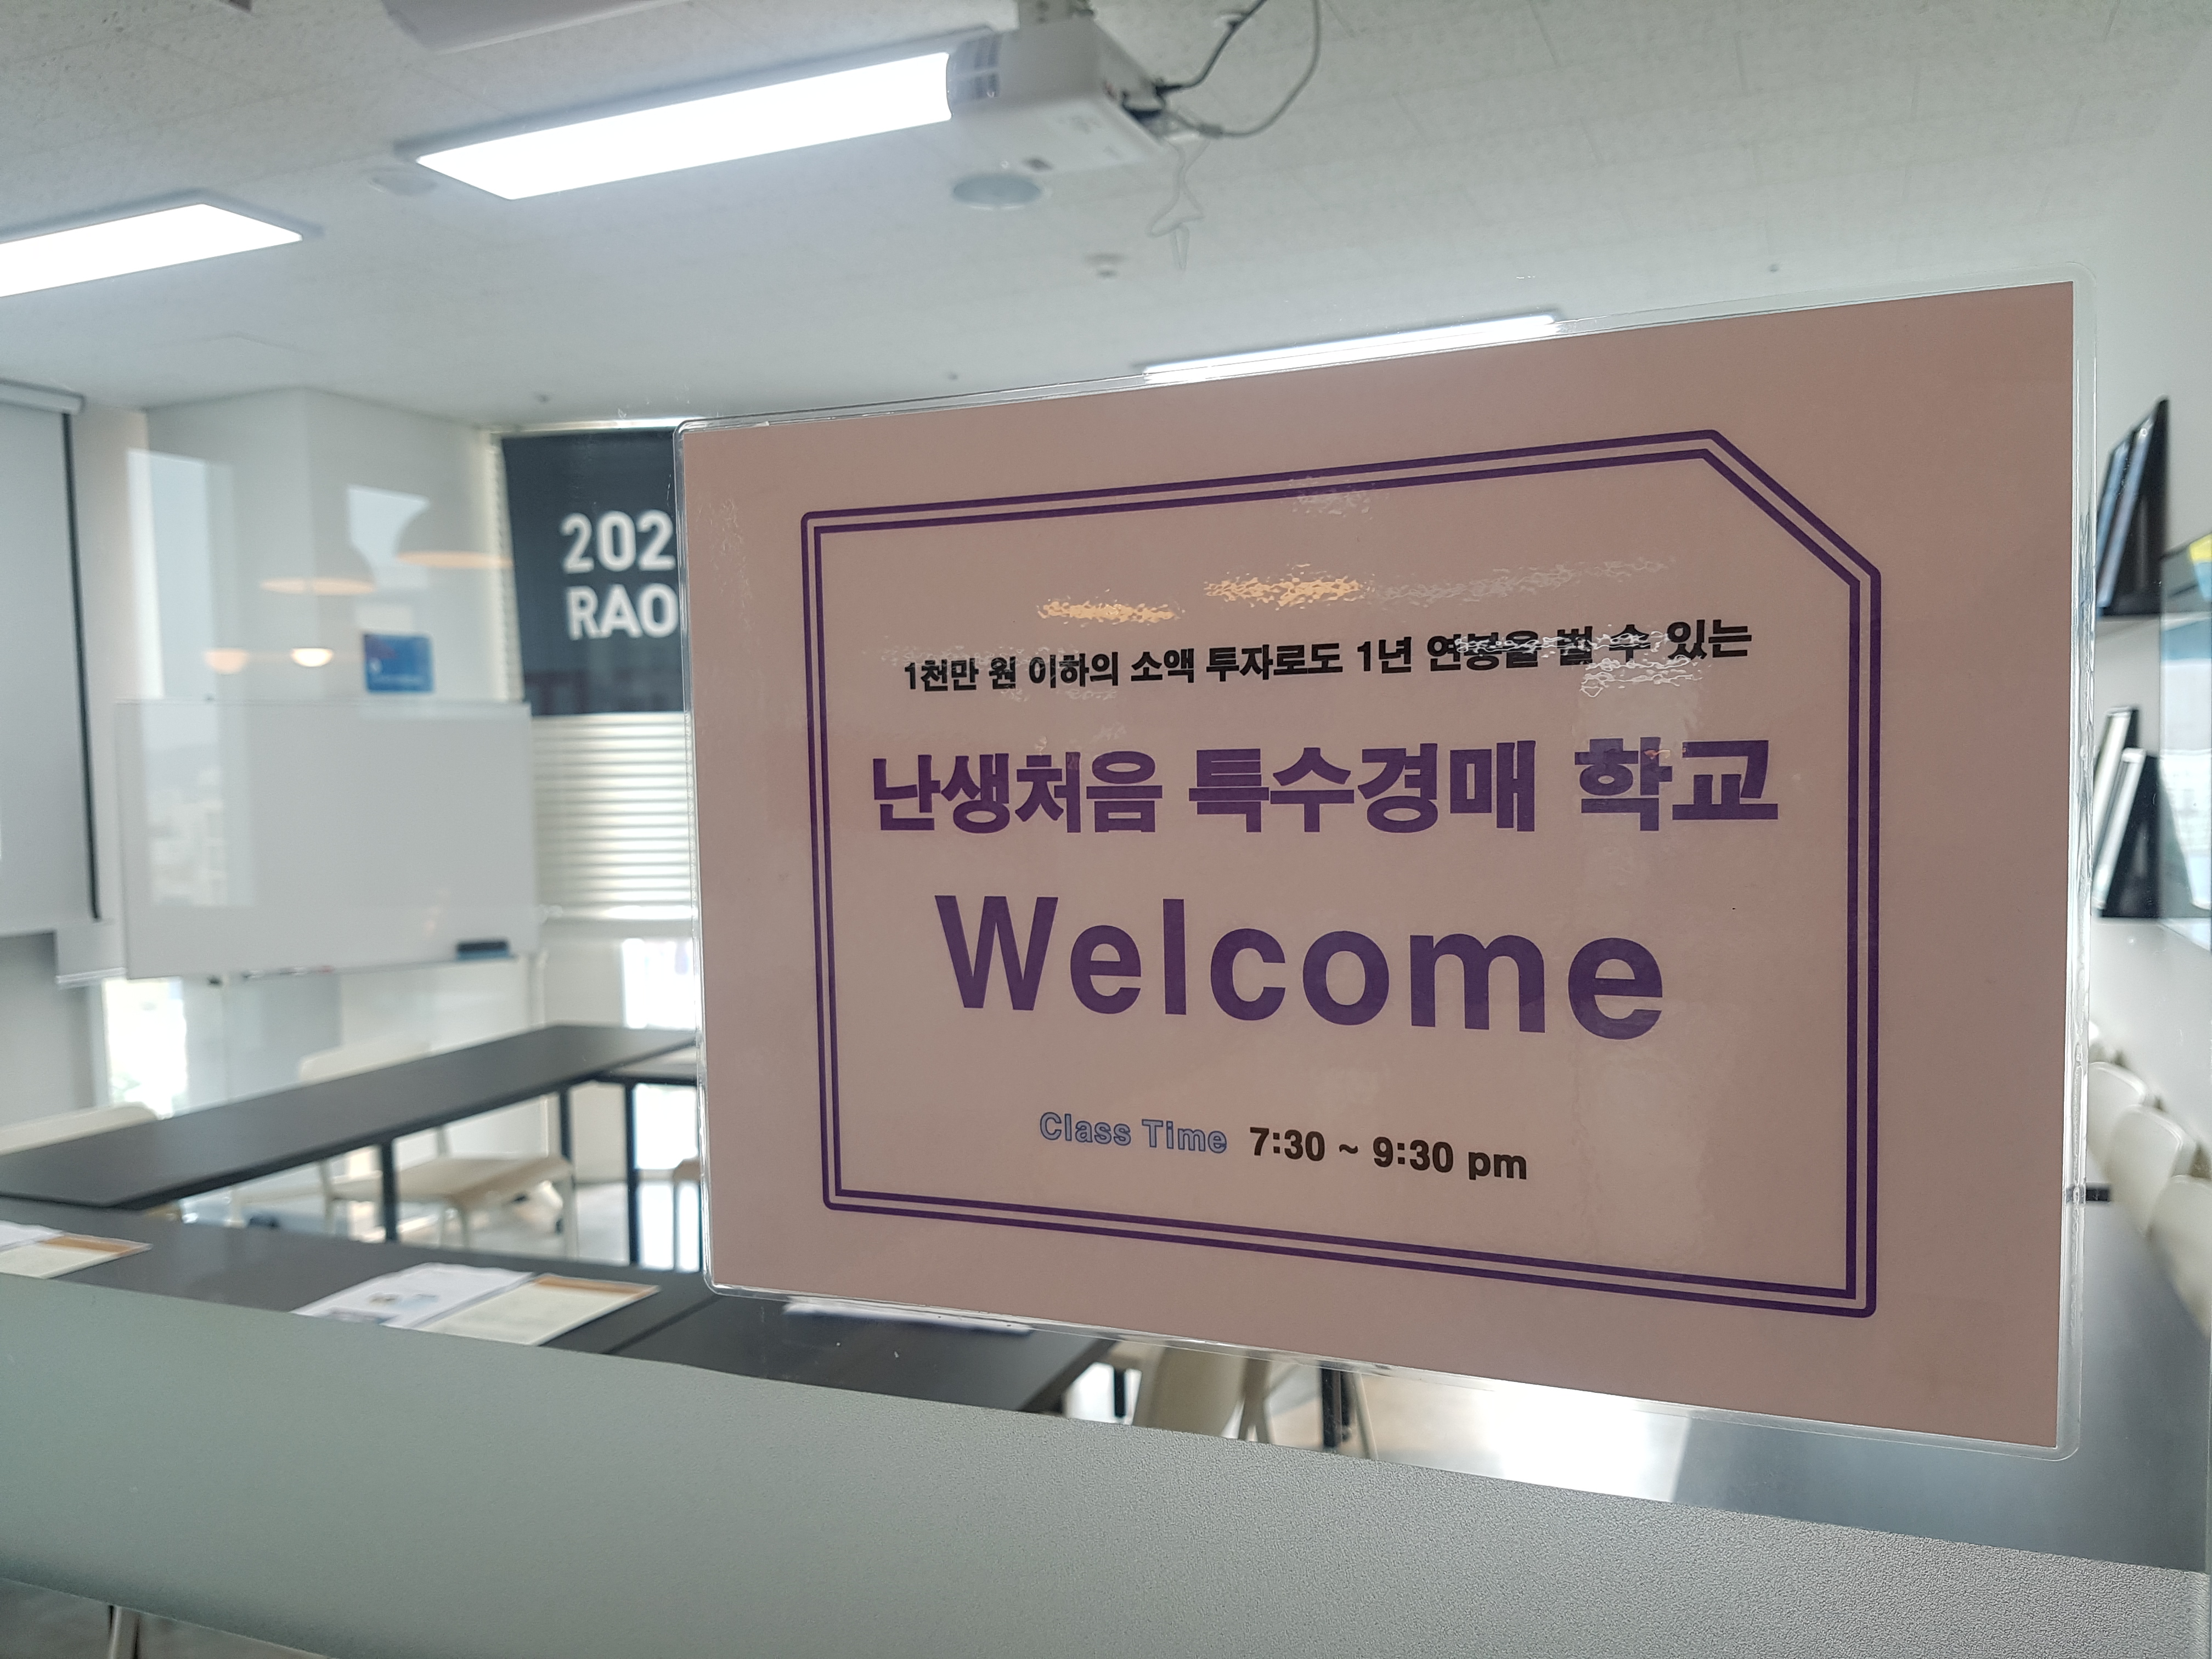 202
RAO
1천만 원 이하의 소액 투자로도 1년 연봉을 벌 수 있는
난생처음 특수경매 학교
Welcome
Class Time 7:30 ~ 9:30 pm